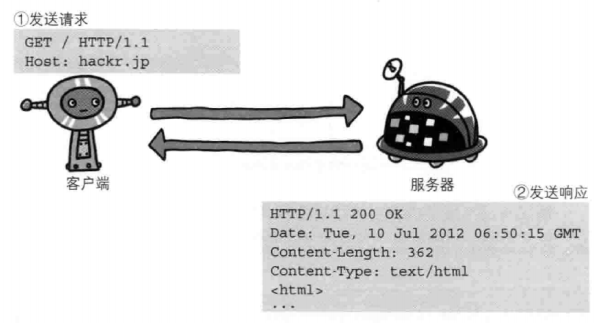 ①发送请求
GET / HTTP/1.1
Host: hackr.jp
客户端
服务器
②发送响应
HTTP/1.1 200 OK
Date: Tue, 10 Jul 2012 06:50:15 GMT
Content-Length: 362
Content-Type: text/html
<html>
...